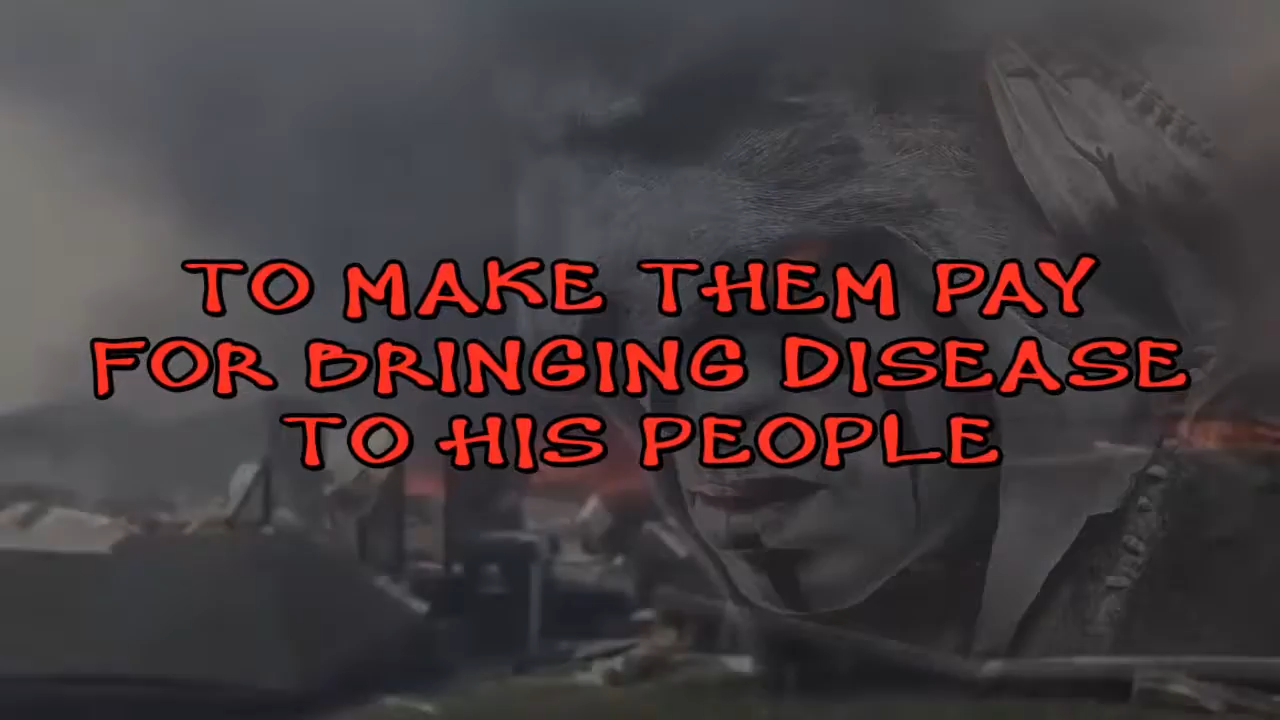 TO MAKE THEM PAY
FOR BRINGING DISEASE
TO HIS PEOPLE